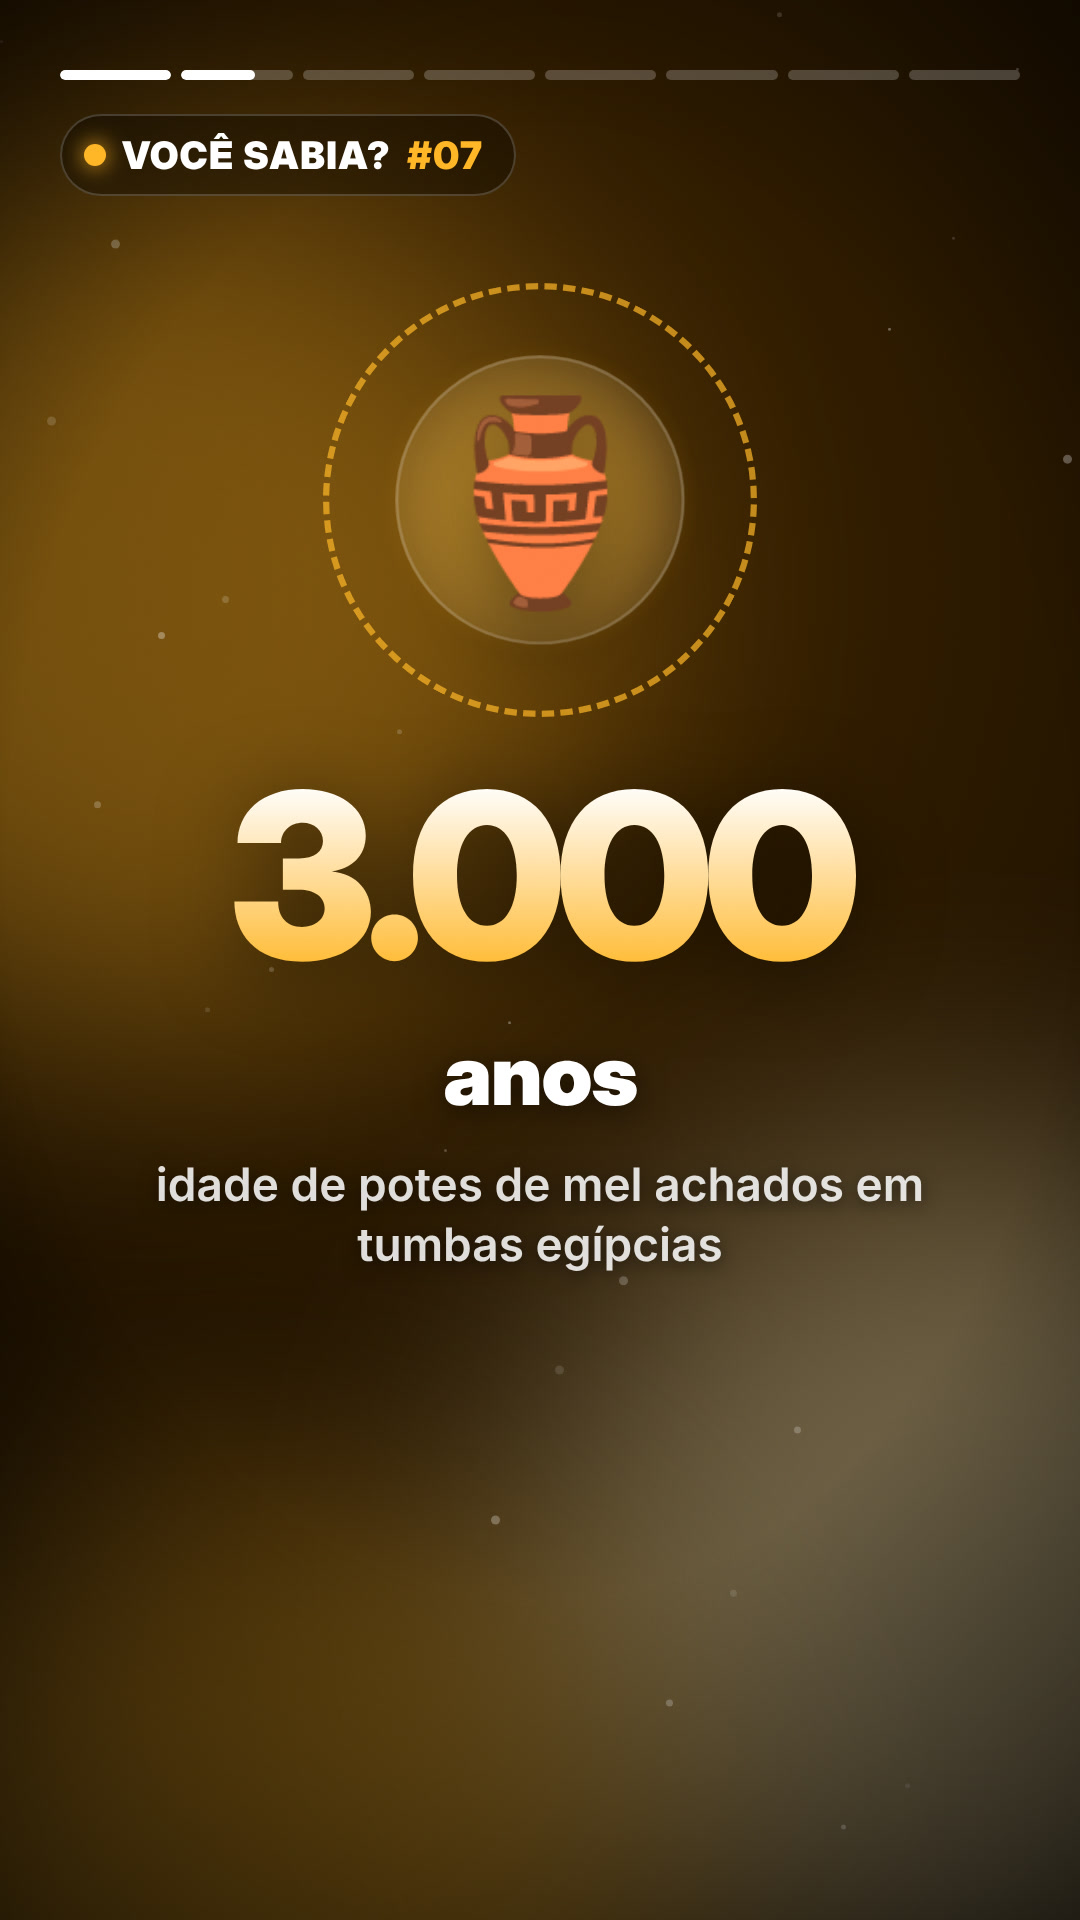 VOCÊ SABIA? #07
3.000
anos
idade de potes de mel achados em
tumbas egípcias